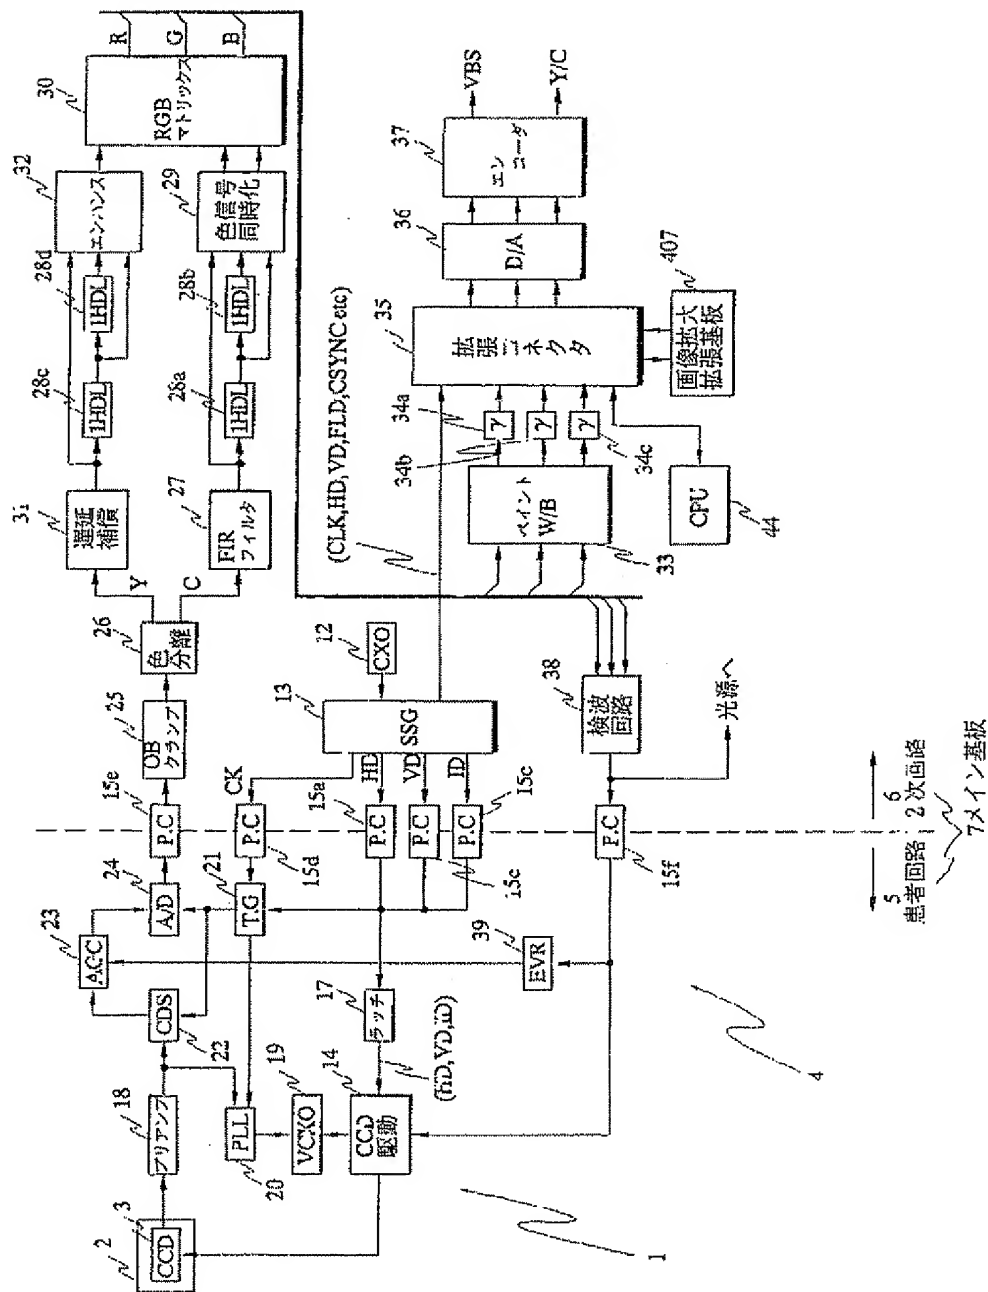 2
3
CCD
18
プリアンプ
22
CDS
23
AGC
24
A/D
15e
P.C
25
OB
クランプ
26
色
分離
Y
C
31
遅延
補償
27
FIR
フィルタ
28c
1HDL
28d
1HDL
28a
1HDL
28b
1HDL
32
エンハンス
29
色信号
同時化
30
RGB
マトリックス
R
G
B
20
PLL
19
VCXO
14
CCD
駆動
17
ラッチ
(HD,VD,ID)
21
T.G
15d
P.C
CK
15a
P.C
HD
15c
P.C
VD
15c
P.C
ID
13
SSG
12
CXO
(CLK,HD,VD,FLD,CSYNC etc)
39
EVR
15f
P.C
38
検波
回路
光源へ
33
ペイント
W/B
34a
γ
34b
γ
34c
γ
35
拡張コネクタ
36
D/A
37
エンコーダ
VBS
Y/C
44
CPU
407
画像拡大
拡張基板
5
患者回路
6
2次回路
7メイン基板
1
4